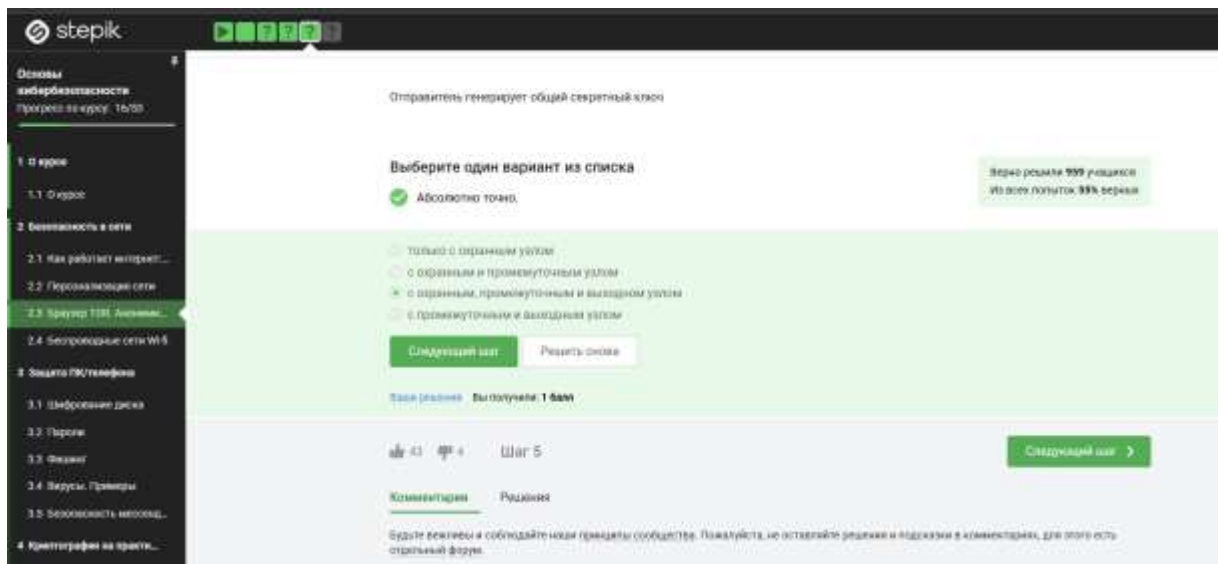 stepik
Основы
кибербезопасности
Прогресс по курсу: 16/53
1 О курсе
1.1 О курсе
2 Безопасность в сети
2.1 Как работает интернет:...
2.2 Персонализация сети
2.3 Браузер TOR. Анонимн...
2.4 Беспроводные сети Wi-fi
3 Защита ПК/телефона
3.1 Шифрование диска
3.2 Пароли
3.3 Фишинг
3.4 Вирусы. Примеры
3.5 Безопасность мессенд...
4 Криптография на практи...
Отправитель генерирует общий секретный ключ
Выберите один вариант из списка
Абсолютно точно.
Верно решили 959 учащихся
Из всех попыток 55% верных
только с охранным узлом
с охранным и промежуточным узлом
с охранным, промежуточным и выходном узлом
с промежуточным и выходным узлом
Следующий шаг
Решить снова
Ваши решения Вы получили: 1 балл
43 4 Шаг 5
Следующий шаг
Комментарии Решения
Будьте вежливы и соблюдайте наши принципы сообщества. Пожалуйста, не оставляйте решения и подсказки в комментариях, для этого есть
отдельный форум.